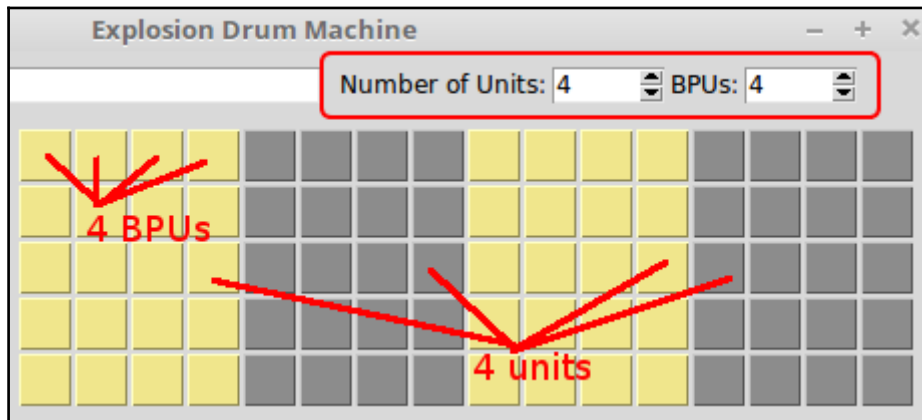 Explosion Drum Machine
Number of Units: 4 BPUs: 4
4 BPUs
4 units